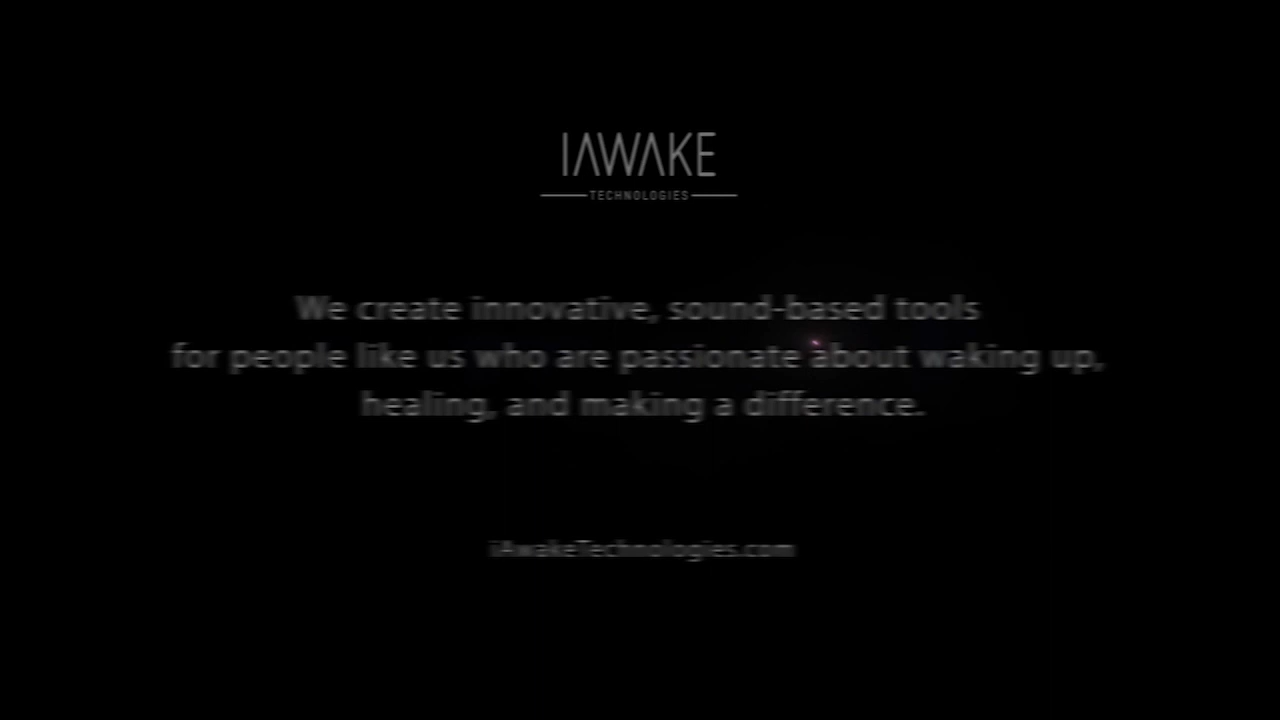 IAWAKE
TECHNOLOGIES
We create innovative, sound-based tools
for people like us who are passionate about waking up,
healing, and making a difference.
iAwakeTechnologies.com